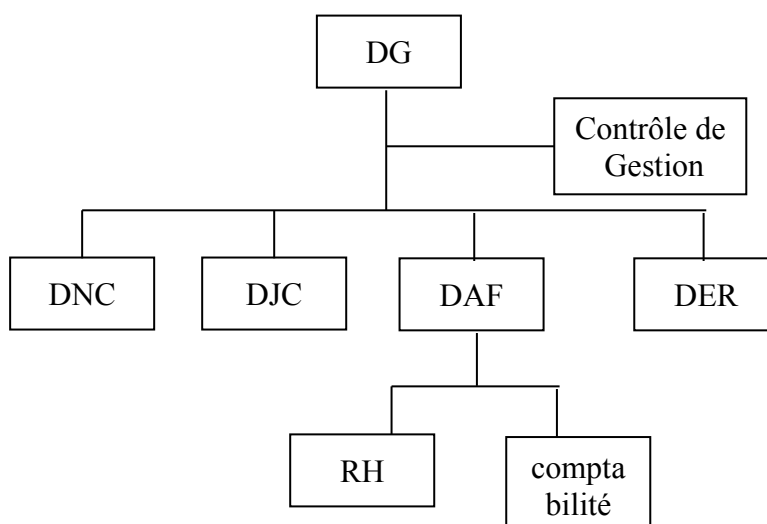 DG
Contrôle de
Gestion
DNC
DJC
DAF
DER
RH
compta
bilité